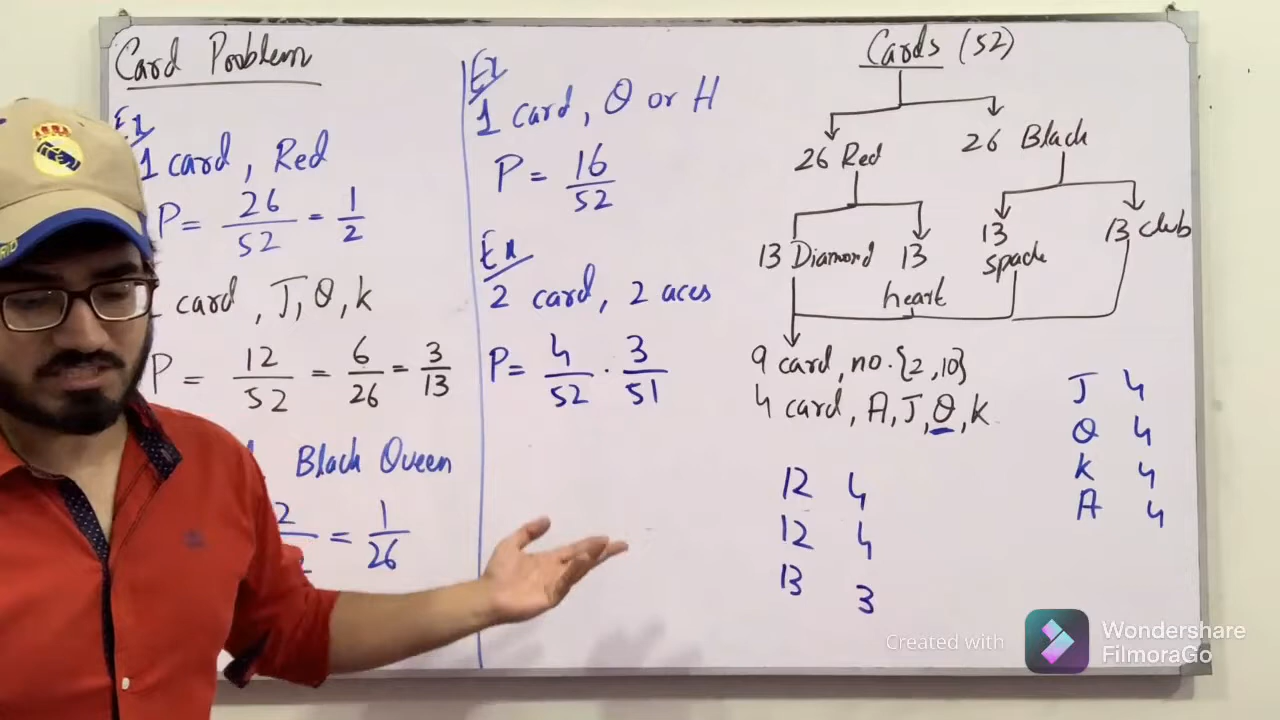 Card Problem
Ex
1 card, Red
P = 26/52 = 1/2
card, J, Q, k
P = 12/52 = 6/26 = 3/13
Black Queen
2 = 1/26
Ex
1 card, Q or H
P = 16/52
Ex
2 card, 2 aces
P = 4/52 . 3/51
Cards (52)
26 Red
26 Black
13 Diamond
13 heart
13 spade
13 club
9 card, no. {2, 10}
4 card, A, J, Q, k
12 4
12 4
13 3
J 4
Q 4
k 4
A 4
Created with
Wondershare
FilmoraGo